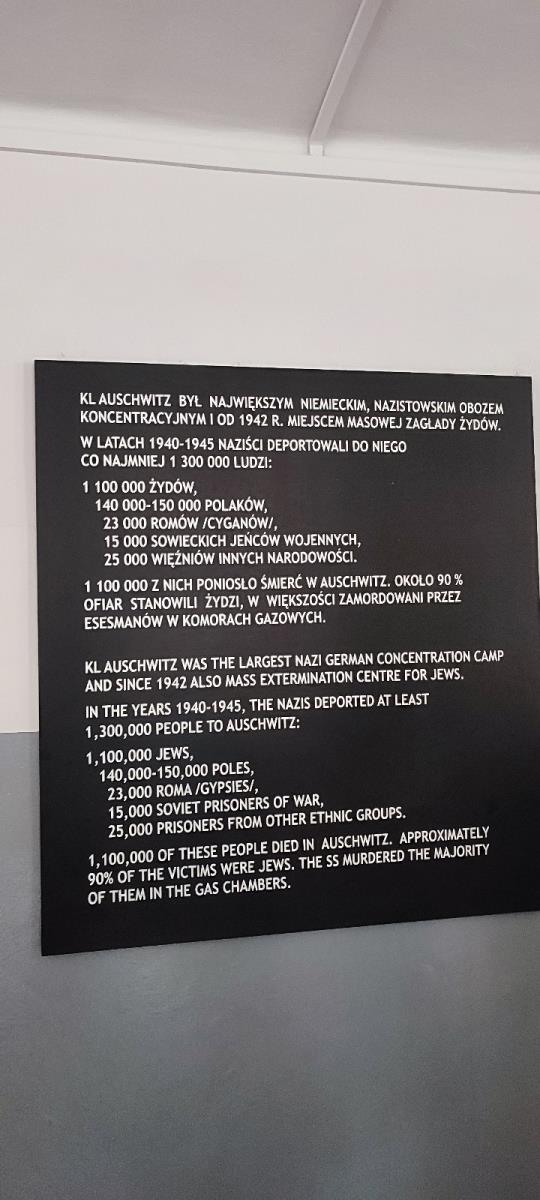 KL AUSCHWITZ BYŁ NAJWIĘKSZYM NIEMIECKIM, NAZISTOWSKIM OBOZEM
KONCENTRACYJNYM I OD 1942 R. MIEJSCEM MASOWEJ ZAGŁADY ŻYDÓW.
W LATACH 1940-1945 NAZIŚCI DEPORTOWALI DO NIEGO
CO NAJMNIEJ 1 300 000 LUDZI:
1 100 000 ŻYDÓW,
140 000-150 000 POLAKÓW,
23 000 ROMÓW /CYGANÓW/,
15 000 SOWIECKICH JEŃCÓW WOJENNYCH,
25 000 WIĘŹNIÓW INNYCH NARODOWOŚCI.
1 100 000 Z NICH PONIOSŁO ŚMIERĆ W AUSCHWITZ. OKOŁO 90 %
OFIAR STANOWILI ŻYDZI, W WIĘKSZOŚCI ZAMORDOWANI PRZEZ
ESESMANÓW W KOMORACH GAZOWYCH.
KL AUSCHWITZ WAS THE LARGEST NAZI GERMAN CONCENTRATION CAMP
AND SINCE 1942 ALSO MASS EXTERMINATION CENTRE FOR JEWS.
IN THE YEARS 1940-1945, THE NAZIS DEPORTED AT LEAST
1,300,000 PEOPLE TO AUSCHWITZ:
1,100,000 JEWS,
140,000-150,000 POLES,
23,000 ROMA /GYPSIES/,
15,000 SOVIET PRISONERS OF WAR,
25,000 PRISONERS FROM OTHER ETHNIC GROUPS.
1,100,000 OF THESE PEOPLE DIED IN AUSCHWITZ. APPROXIMATELY
90% OF THE VICTIMS WERE JEWS. THE SS MURDERED THE MAJORITY
OF THEM IN THE GAS CHAMBERS.